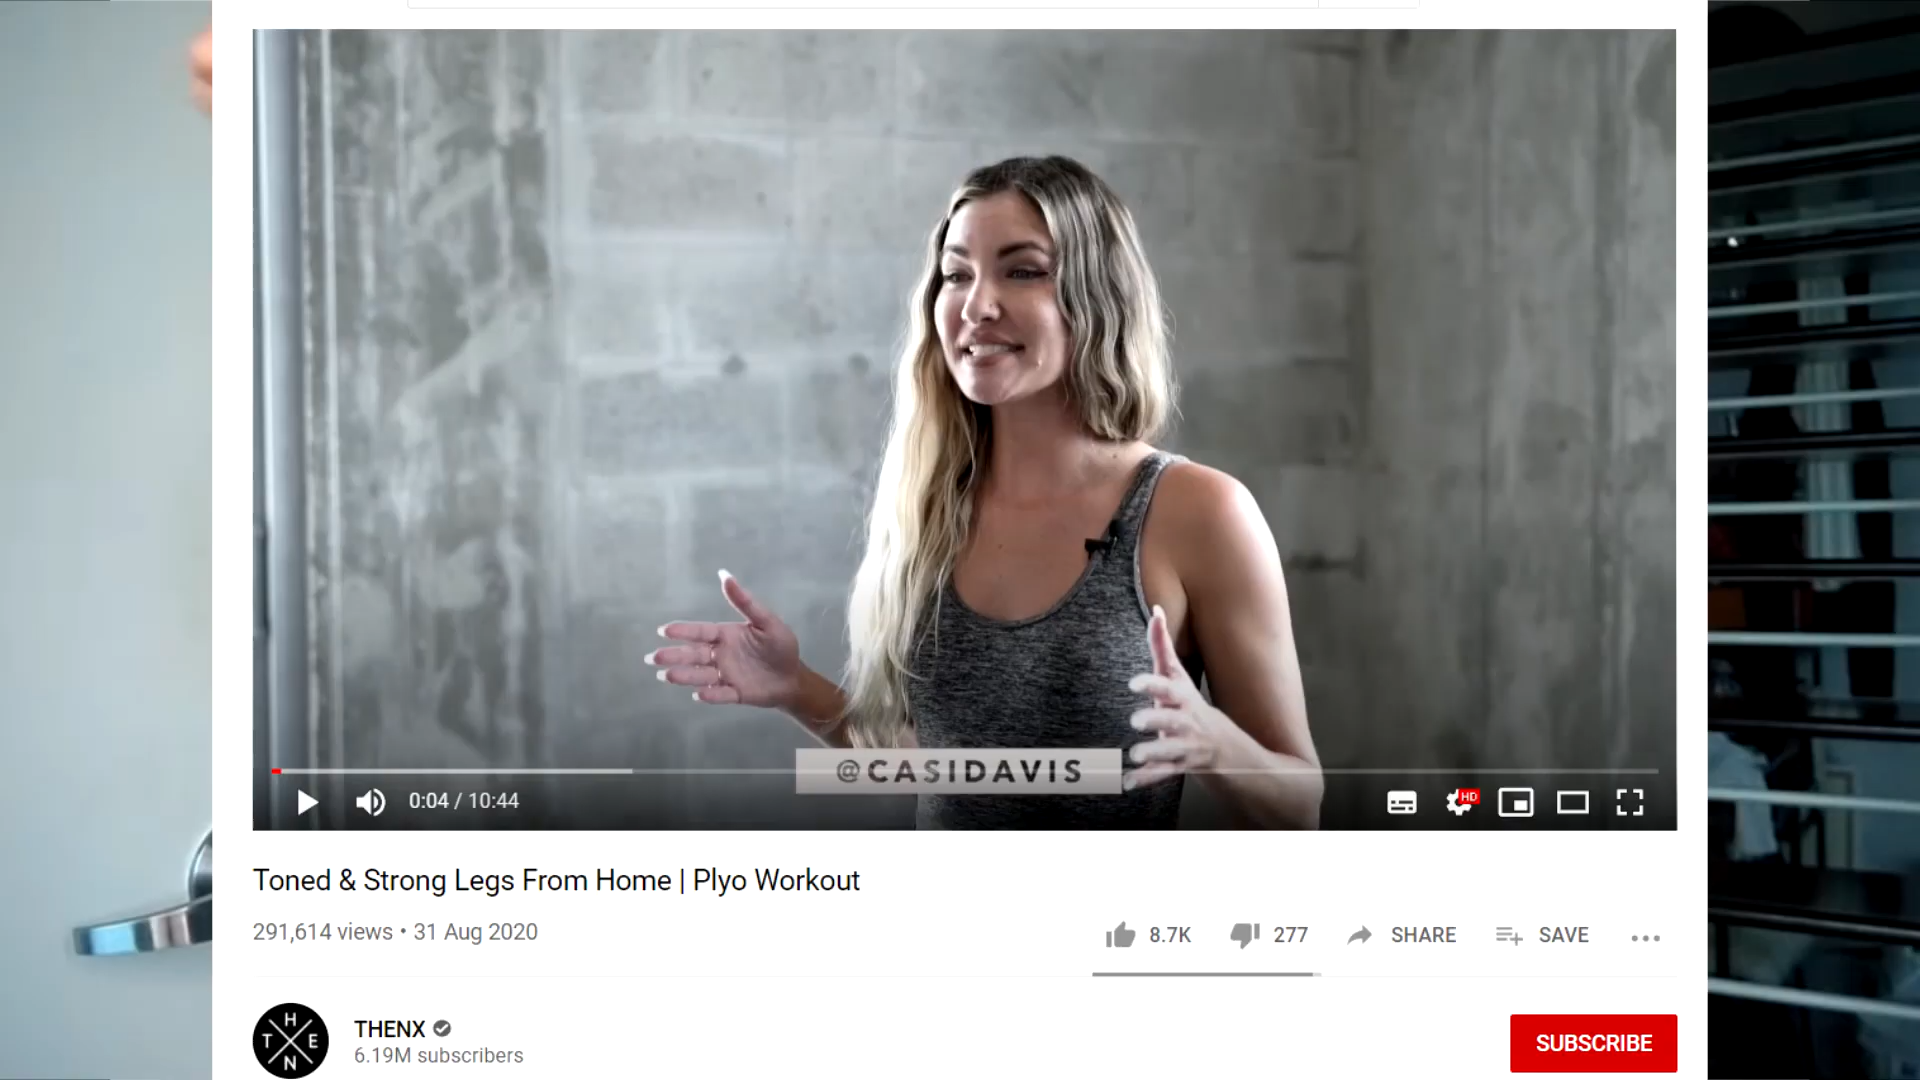 @CASIDAVIS
0:04 / 10:44
HD
Toned & Strong Legs From Home | Plyo Workout
291,614 views • 31 Aug 2020
8.7K 277 SHARE SAVE
THENX
6.19M subscribers
SUBSCRIBE
H
T E
N